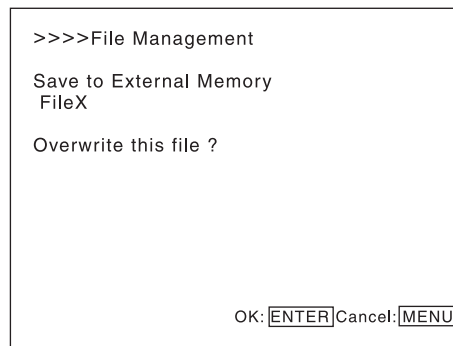 >>>>File Management
Save to External Memory
FileX
Overwrite this file ?
OK: ENTER Cancel: MENU